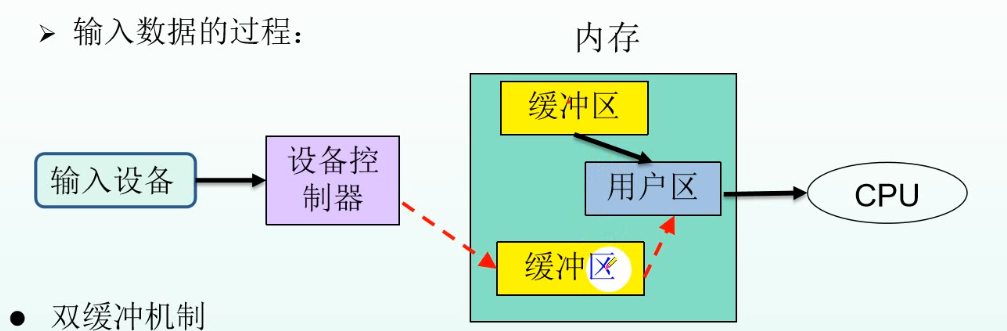 输入数据的过程：
内存
缓冲区
输入设备
设备控
制器
用户区
CPU
缓冲区
双缓冲机制